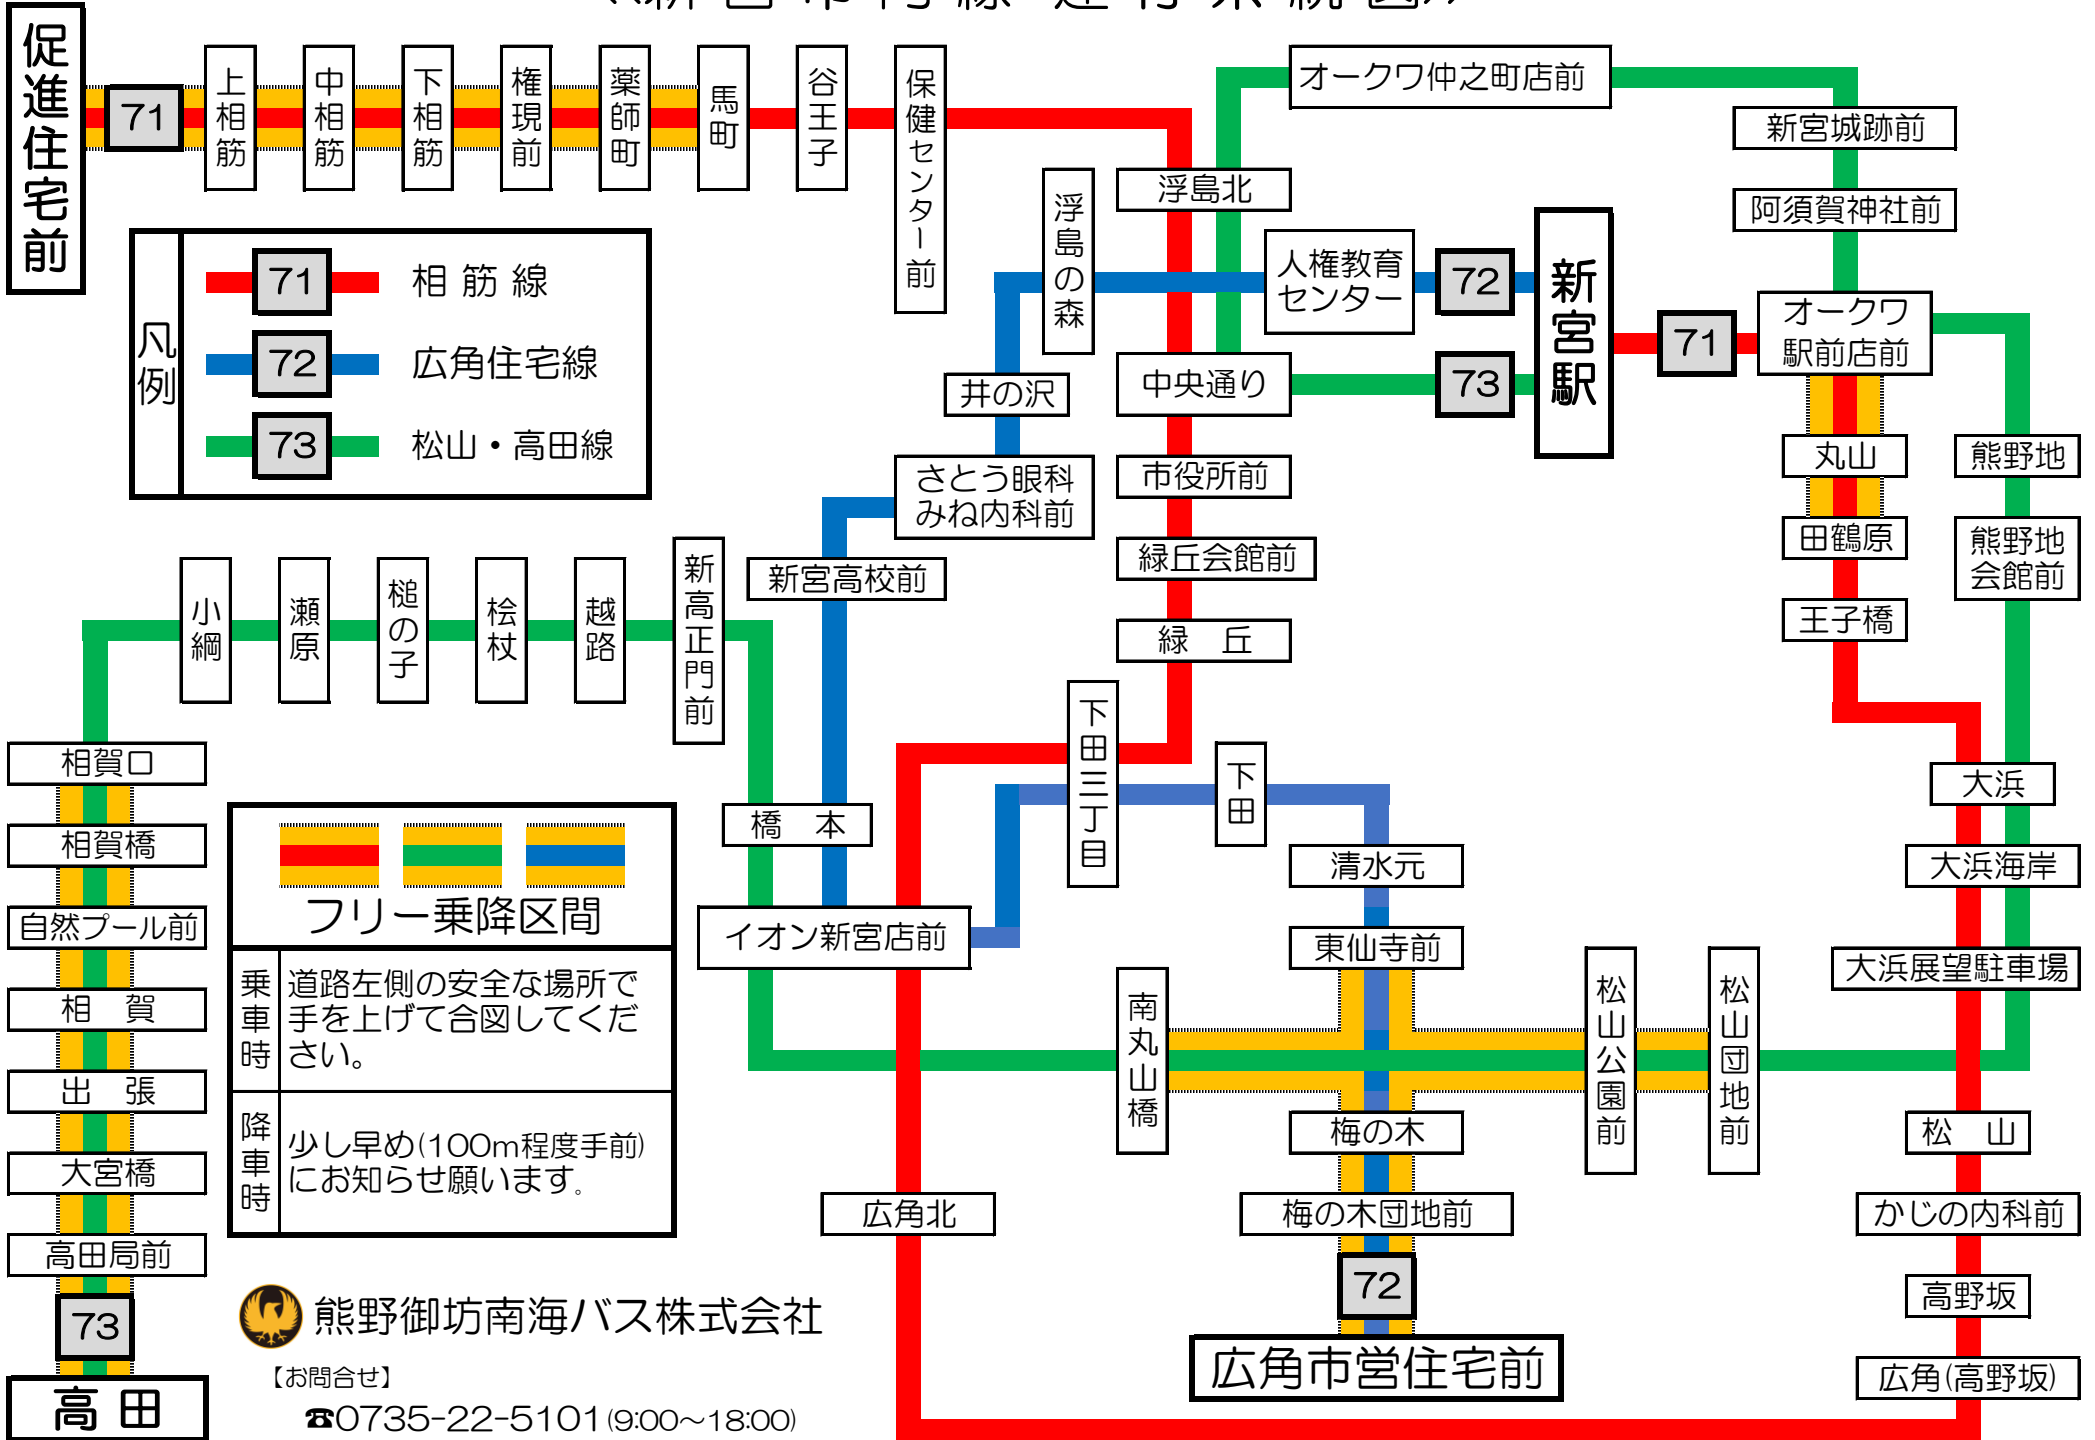 新宮市内線 運行系統図
促進住宅前
71
上相筋
中相筋
下相筋
権現前
薬師町
馬町
谷王子
保健センター前
オークワ仲之町店前
新宮城跡前
阿須賀神社前
浮島北
浮島の森
人権教育
センター
72
新宮駅
71
オークワ
駅前店前
凡例
71 相筋線
72 広角住宅線
73 松山・高田線
井の沢
中央通り
73
丸山
熊野地
さとう眼科
みね内科前
市役所前
田鶴原
熊野地
会館前
新宮高校前
緑丘会館前
王子橋
緑 丘
小綱
瀬原
槌の子
桧杖
越路
新高正門前
下田三丁目
下田
相賀口
相賀橋
自然プール前
相 賀
出 張
大宮橋
高田局前
73
高田
橋 本
イオン新宮店前
清水元
東仙寺前
大浜
大浜海岸
大浜展望駐車場
南丸山橋
松山公園前
松山団地前
梅の木
梅の木団地前
72
広角市営住宅前
広角北
松 山
かじの内科前
高野坂
広角(高野坂)
フリー乗降区間
乗車時
道路左側の安全な場所で
手を上げて合図してくだ
さい。
降車時
少し早め(100m程度手前)
にお知らせ願います。
熊野御坊南海バス株式会社
【お問合せ】
☎0735-22-5101(9:00～18:00)